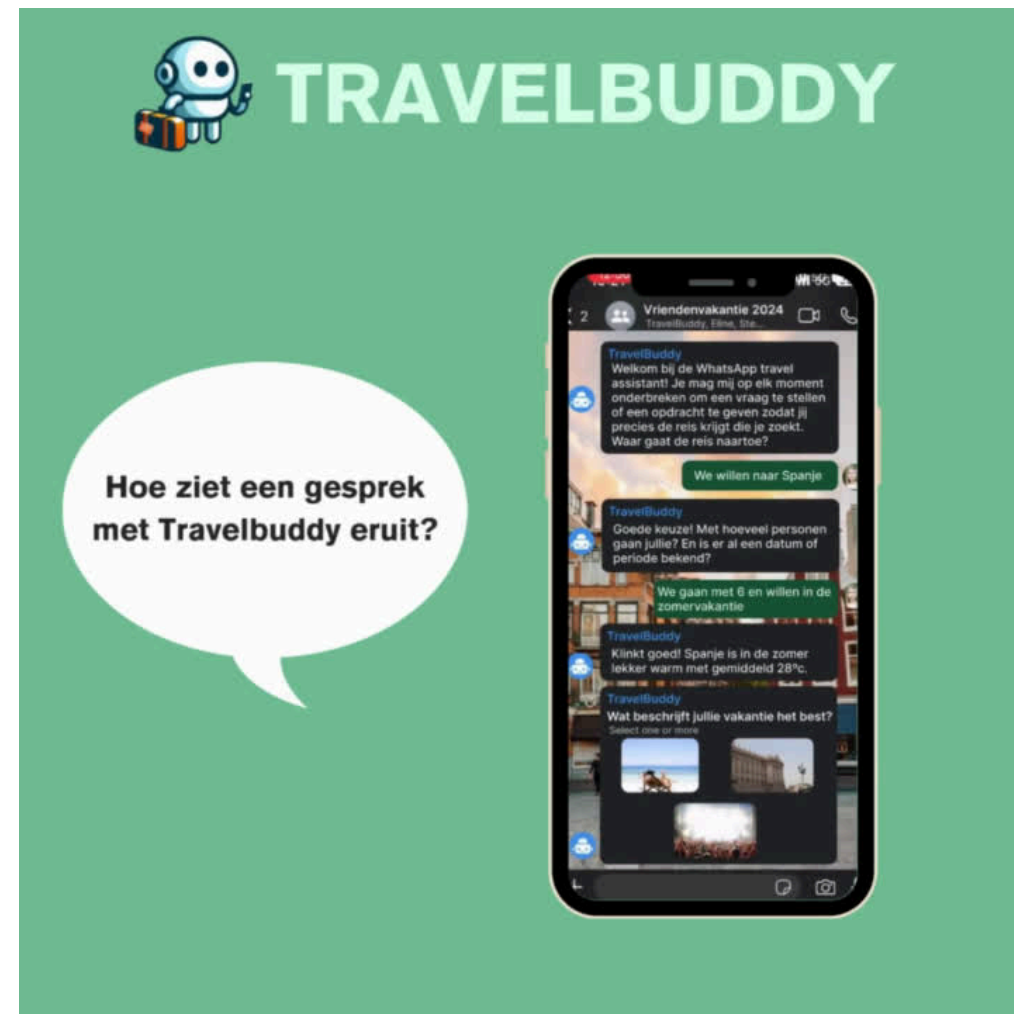 TRAVELBUDDY
Hoe ziet een gesprek
met Travelbuddy eruit?
2
Vriendenvakantie 2024
TravelBuddy, Eline, Ste...
TravelBuddy
Welkom bij de WhatsApp travel
assistant! Je mag mij op elk moment
onderbreken om een vraag te stellen
of een opdracht te geven zodat jij
precies de reis krijgt die je zoekt.
Waar gaat de reis naartoe?
We willen naar Spanje
TravelBuddy
Goede keuze! Met hoeveel personen
gaan jullie? En is er al een datum of
periode bekend?
We gaan met 6 en willen in de
zomervakantie
TravelBuddy
Klinkt goed! Spanje is in de zomer
lekker warm met gemiddeld 28°c.
TravelBuddy
Wat beschrijft jullie vakantie het best?
Select one or more